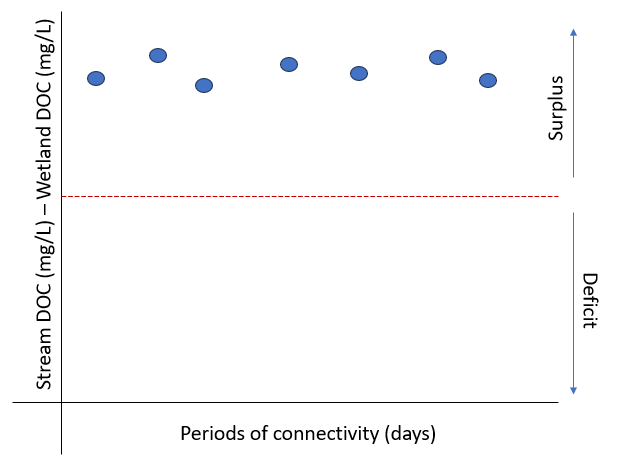 Stream DOC (mg/L) – Wetland DOC (mg/L)
Surplus
Deficit
Periods of connectivity (days)